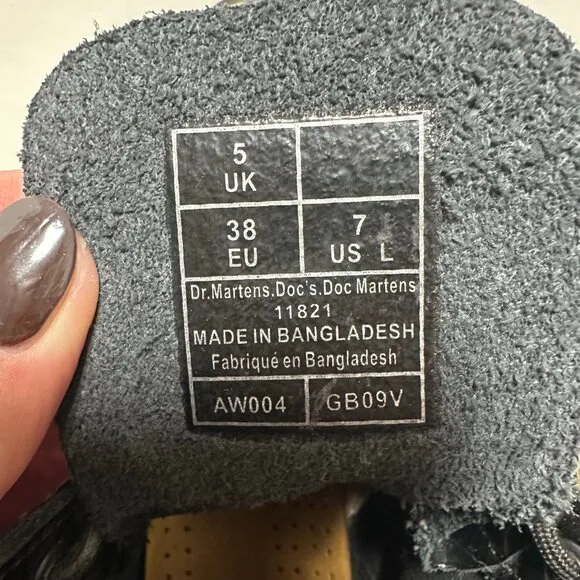 5
UK
38
EU
7
US L
Dr.Martens.Doc's.Doc Martens
11821
MADE IN BANGLADESH
Fabriqué en Bangladesh
AW004
GB09V